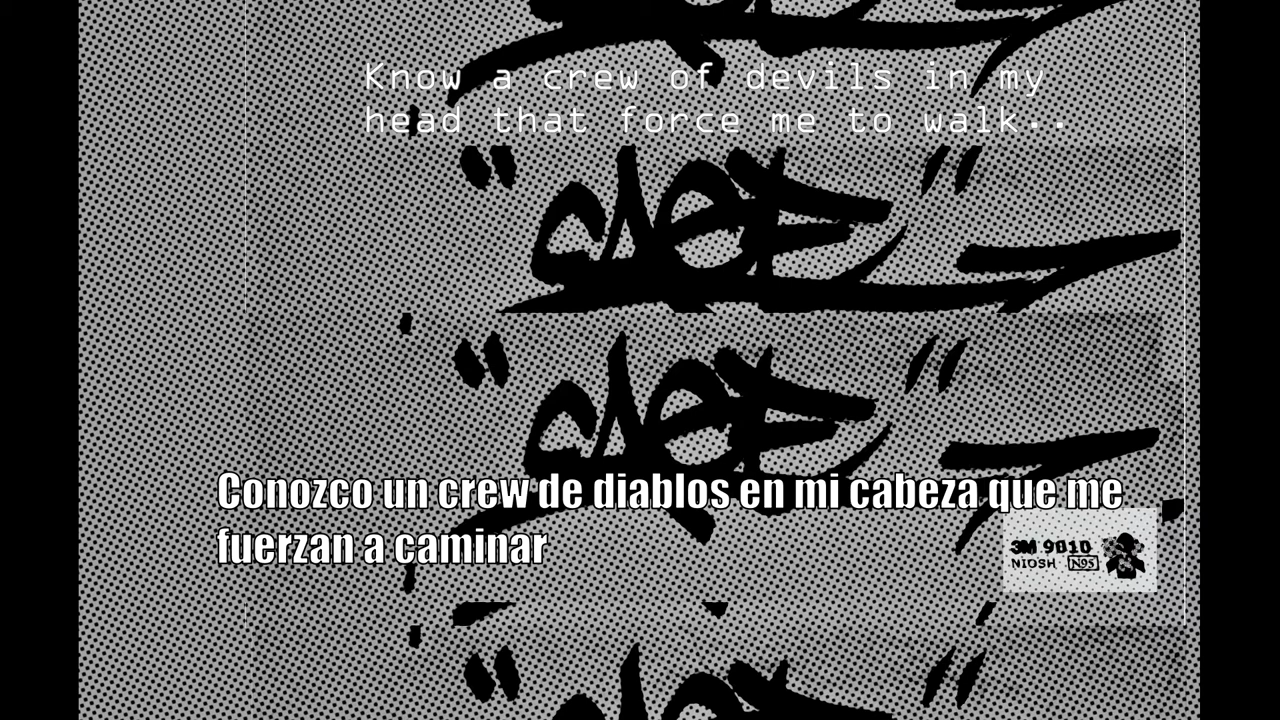 Know a crew of devils in my
head that force me to walk..
Conozco un crew de diablos en mi cabeza que me
fuerzan a caminar
3M 9010
NIOSH N95